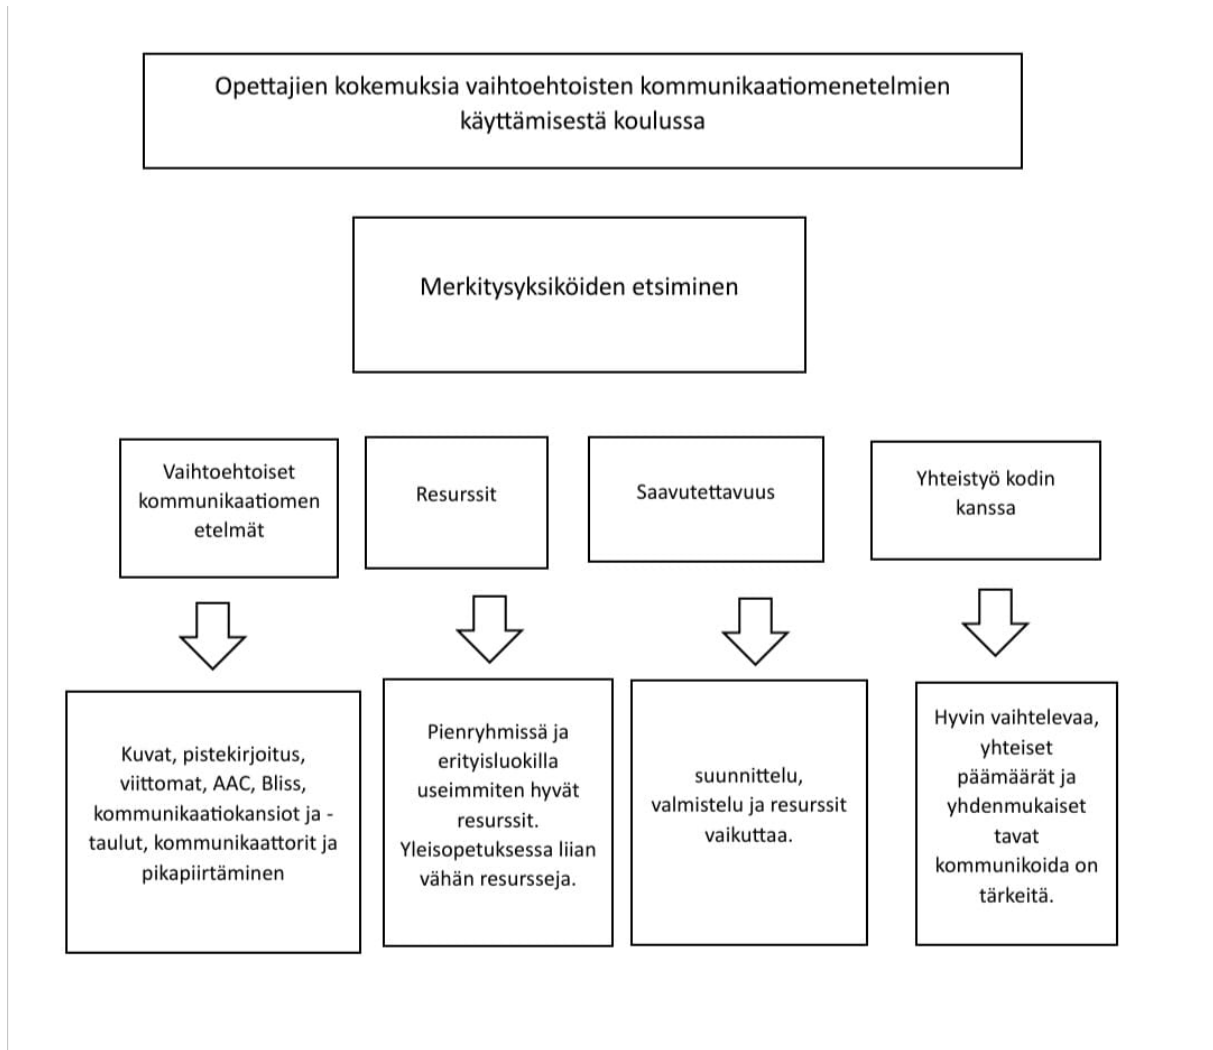 Opettajien kokemuksia vaihtoehtoisten kommunikaatiomenetelmien
käyttämisestä koulussa
Merkitysyksiköiden etsiminen
Vaihtoehtoiset
kommunikaatiomen
etelmät
Resurssit
Saavutettavuus
Yhteistyö kodin
kanssa
Kuvat, pistekirjoitus,
viittomat, AAC, Bliss,
kommunikaatiokansiot ja -
taulut, kommunikaattorit ja
pikapiirtäminen
Pienryhmissä ja
erityisluokilla
useimmiten hyvät
resurssit.
Yleisopetuksessa liian
vähän resursseja.
suunnittelu,
valmistelu ja resurssit
vaikuttaa.
Hyvin vaihtelevaa,
yhteiset
päämäärät ja
yhdenmukaiset
tavat
kommunikoida on
tärkeitä.